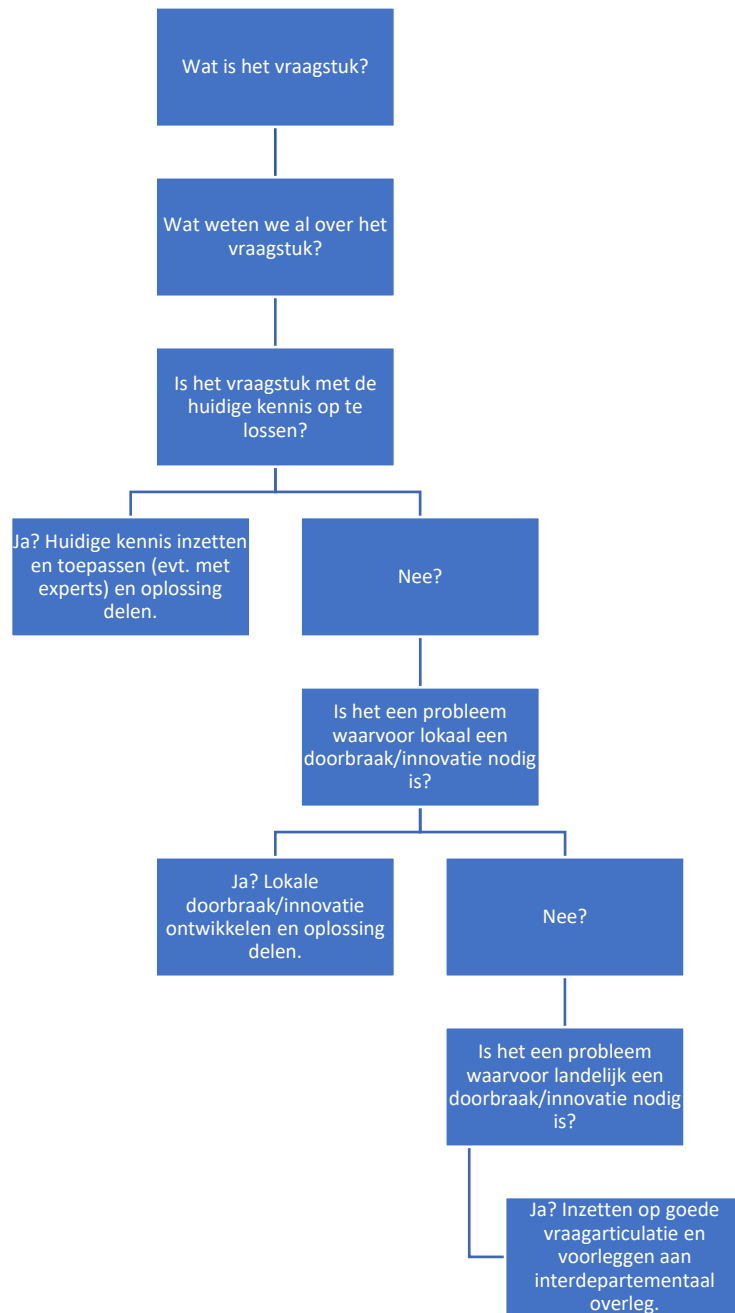 Wat is het vraagstuk?
Wat weten we al over het
vraagstuk?
Is het vraagstuk met de
huidige kennis op te
lossen?
Ja? Huidige kennis inzetten
en toepassen (evt. met
experts) en oplossing
delen.
Nee?
Is het een probleem
waarvoor lokaal een
doorbraak/innovatie nodig
is?
Ja? Lokale
doorbraak/innovatie
ontwikkelen en oplossing
delen.
Nee?
Is het een probleem
waarvoor landelijk een
doorbraak/innovatie nodig
is?
Ja? Inzetten op goede
vraagarticulatie en
voorleggen aan
interdepartementaal
overleg.